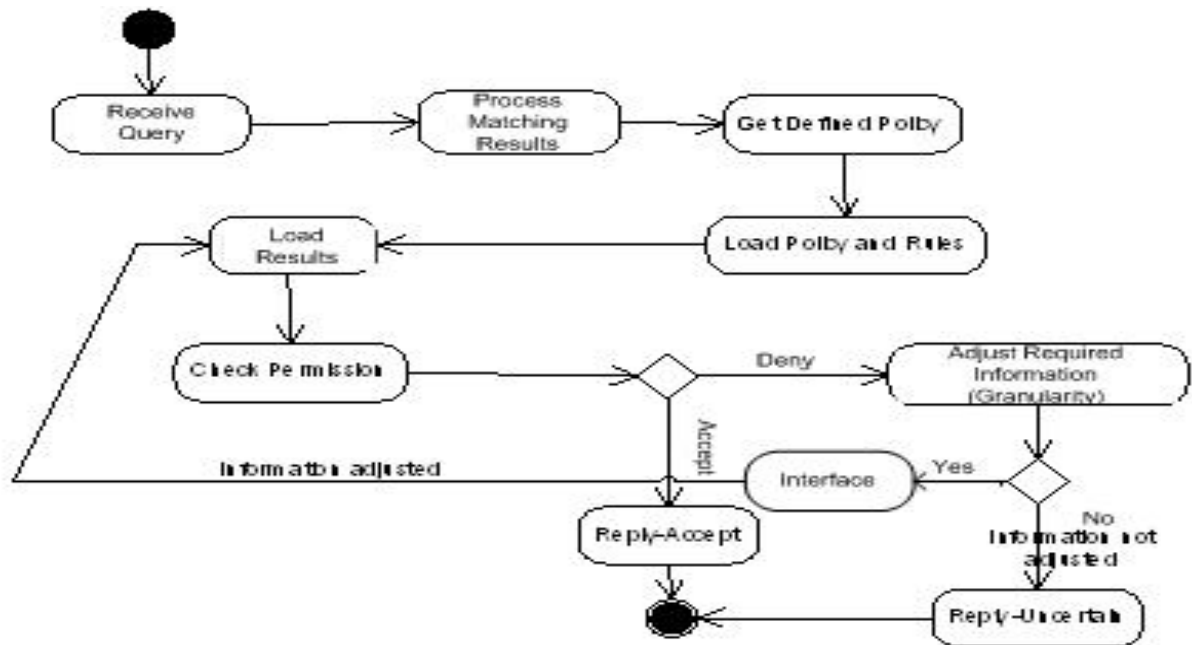 Receive
Query
Process
Matching
Results
Get Defined Policy
Load
Results
Load Policy and Rules
Check Permission
Deny
Adjust Required
Information
(Granularity)
Accept
Information adjusted
Interface
Yes
Reply-Accept
No
Information not
adjusted
Reply-Uncertain